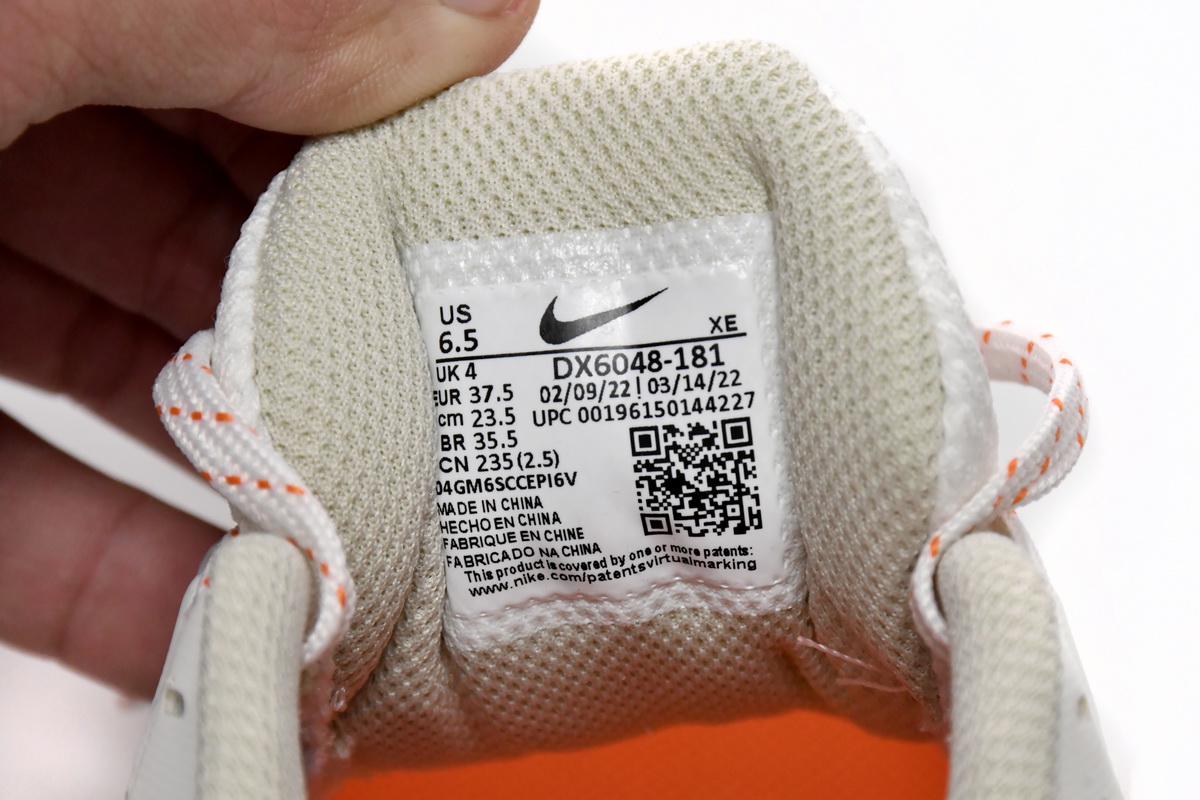 US
6.5
XE
UK 4
DX6048-181
EUR 37.5
02/09/22 | 03/14/22
cm 23.5
UPC 00196150144227
BR 35.5
CN 235(2.5)
04GM6SCCEPI6V
MADE IN CHINA
HECHO EN CHINA
FABRIQUE EN CHINE
FABRICADO NA CHINA
This product is covered by one or more patents:
www.nike.com/patentsvirtualmarking